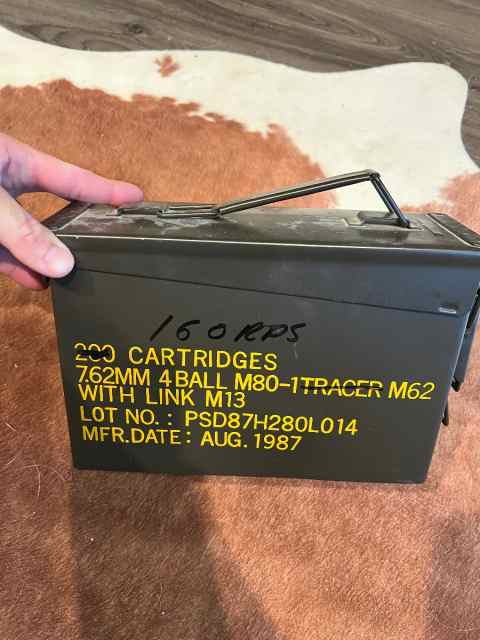 160 RDS
200 CARTRIDGES
7.62MM 4 BALL M80-1 TRACER M62
WITH LINK M13
LOT NO. : PSD87H280L014
MFR.DATE : AUG. 1987